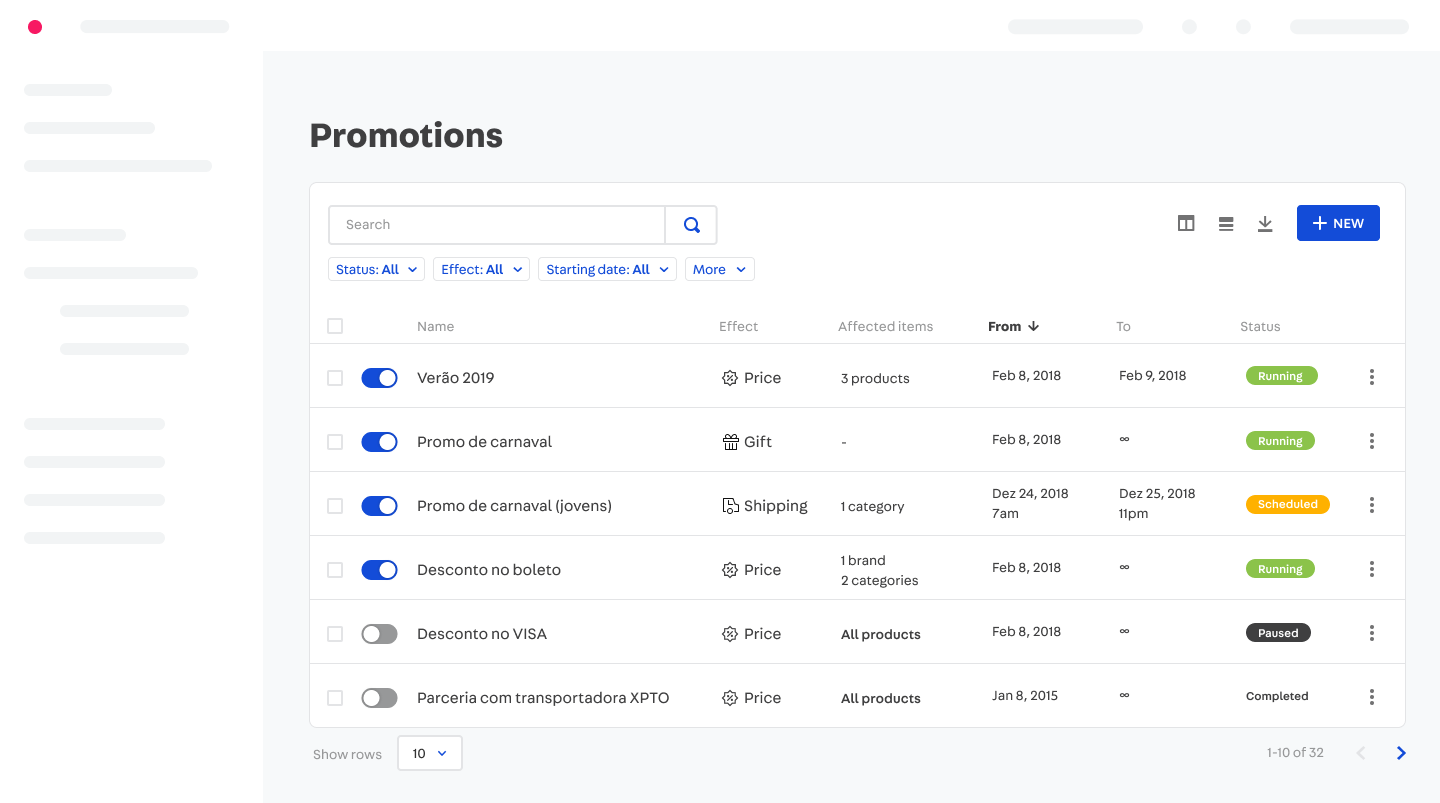 Promotions
Search
NEW
Status: All
Effect: All
Starting date: All
More
Name Effect Affected items From To Status
Verão 2019 Price 3 products Feb 8, 2018 Feb 9, 2018 Running
Promo de carnaval Gift - Feb 8, 2018 ∞ Running
Promo de carnaval (jovens) Shipping 1 category Dez 24, 2018 Dez 25, 2018 Scheduled
7am 11pm
Desconto no boleto Price 1 brand Feb 8, 2018 ∞ Running
2 categories
Desconto no VISA Price All products Feb 8, 2018 ∞ Paused
Parceria com transportadora XPTO Price All products Jan 8, 2015 ∞ Completed
Show rows 10 1-10 of 32